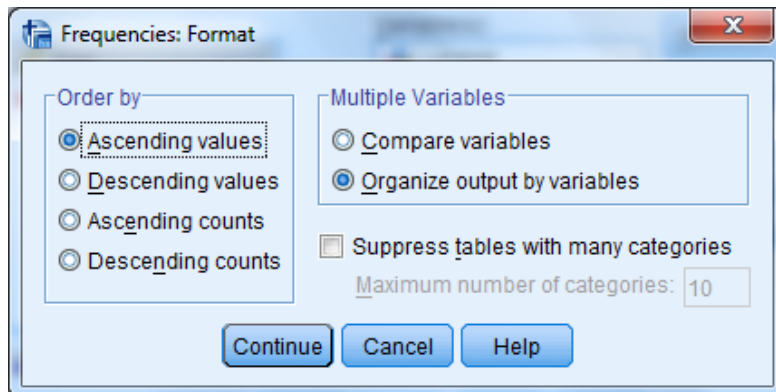 Frequencies: Format
Order by
Ascending values
Descending values
Ascending counts
Descending counts
Multiple Variables
Compare variables
Organize output by variables
Suppress tables with many categories
Maximum number of categories: 10
Continue
Cancel
Help